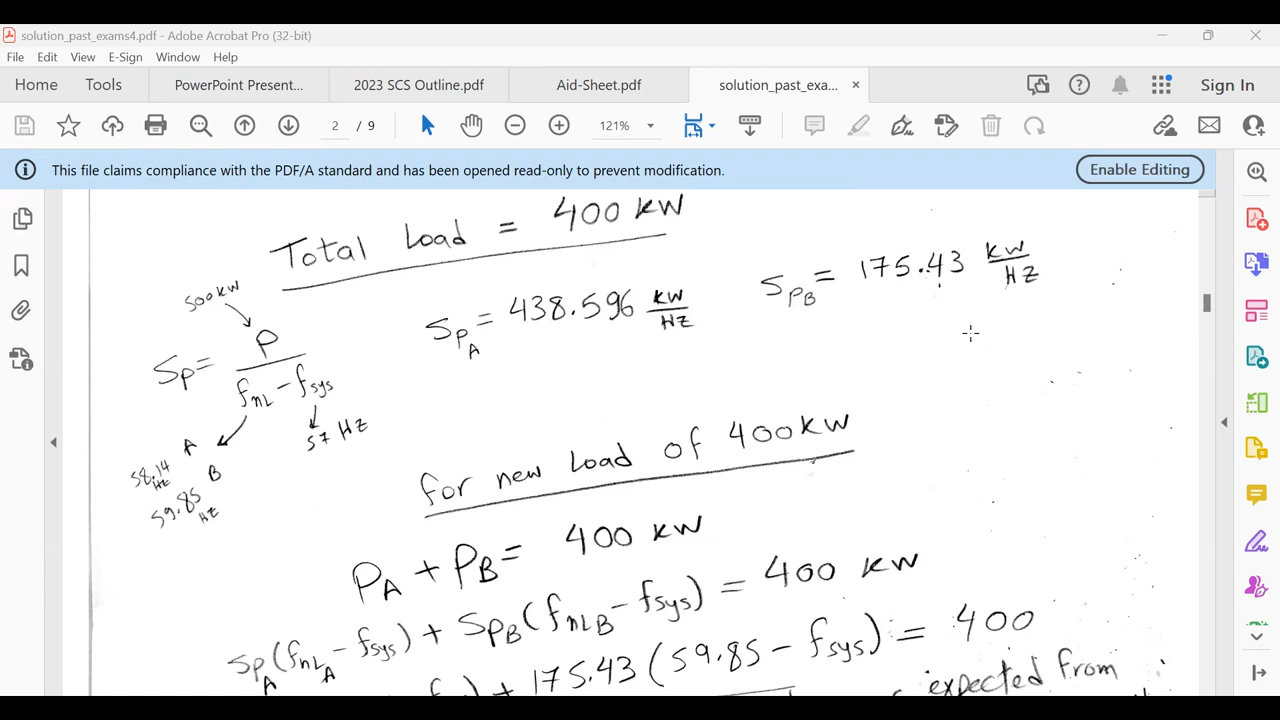 solution_past_exams4.pdf - Adobe Acrobat Pro (32-bit)
File Edit View E-Sign Window Help
Home Tools PowerPoint Present... 2023 SCS Outline.pdf Aid-Sheet.pdf solution_past_exa... × Sign In
2 / 9 121%
This file claims compliance with the PDF/A standard and has been opened read-only to prevent modification. Enable Editing
Total Load = 400 KW
500 KW
SpA = 438.596 KW/HZ
SpB = 175.43 KW/HZ
Sp = P / fnL - fsys
57 HZ
A 58.14 HZ
B 59.85 HZ
for new Load of 400 KW
PA + PB = 400 KW
SpA (fnLA - fsys) + SpB (fnLB - fsys) = 400 KW
) + 175.43 (59.85 - fsys) = 400
expected from